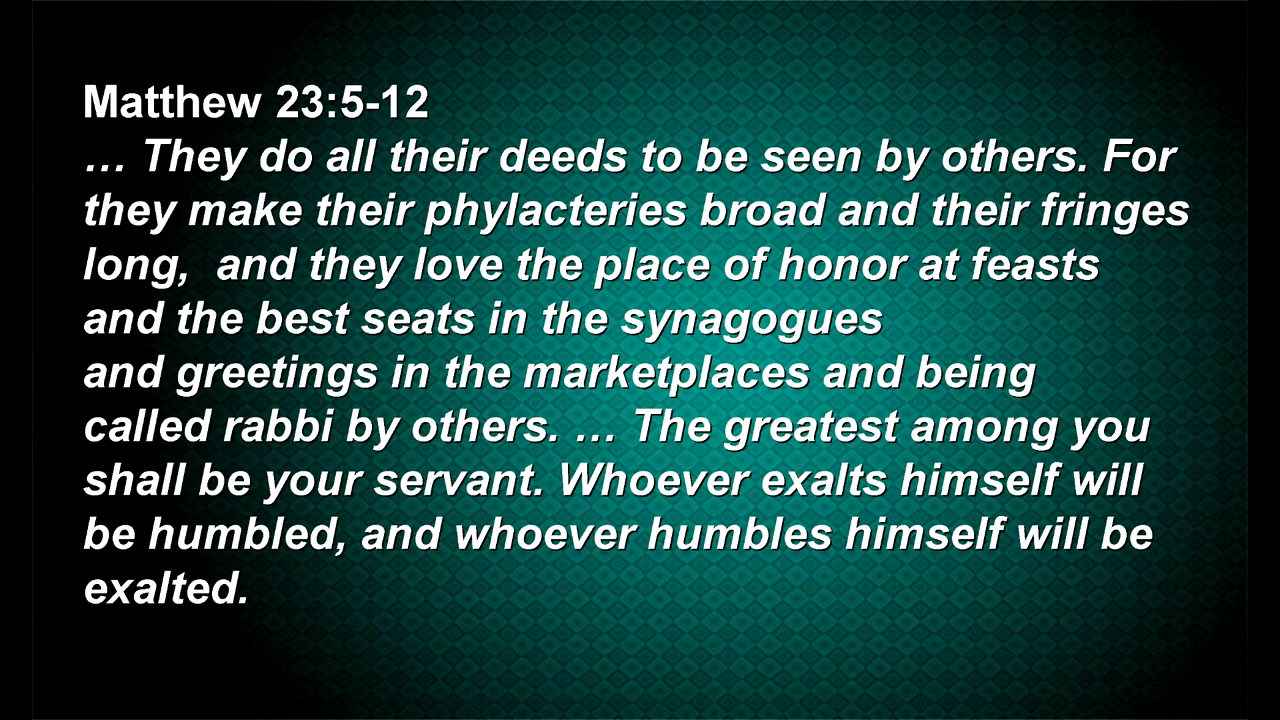 Matthew 23:5-12
… They do all their deeds to be seen by others. For
they make their phylacteries broad and their fringes
long,  and they love the place of honor at feasts
and the best seats in the synagogues
and greetings in the marketplaces and being
called rabbi by others. … The greatest among you
shall be your servant. Whoever exalts himself will
be humbled, and whoever humbles himself will be
exalted.